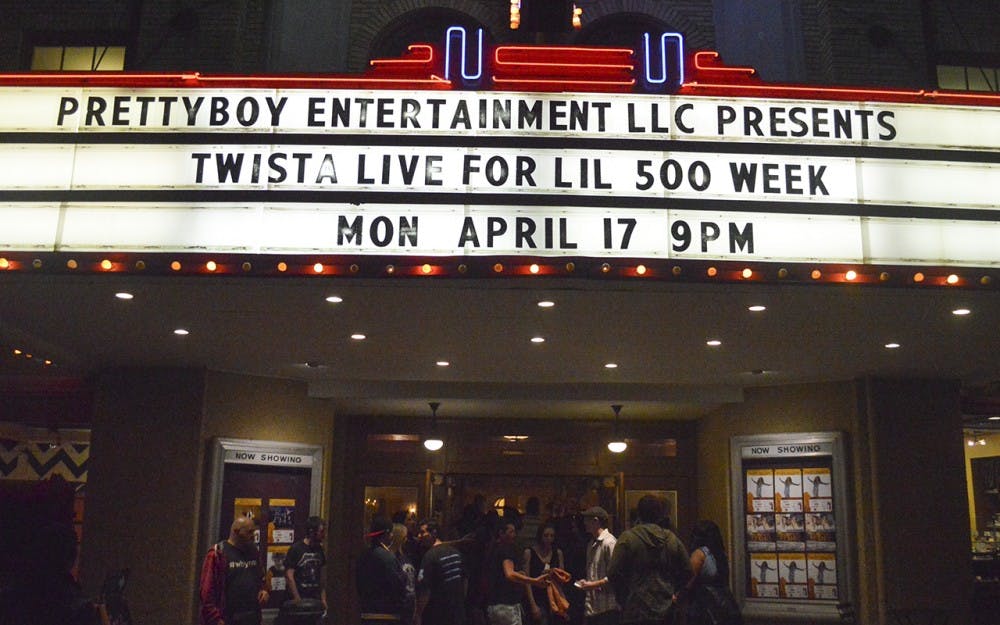 PRETTYBOY ENTERTAINMENT LLC PRESENTS
TWISTA LIVE FOR LIL 500 WEEK
MON APRIL 17 9PM
NOW SHOWING
NOW SHOWING